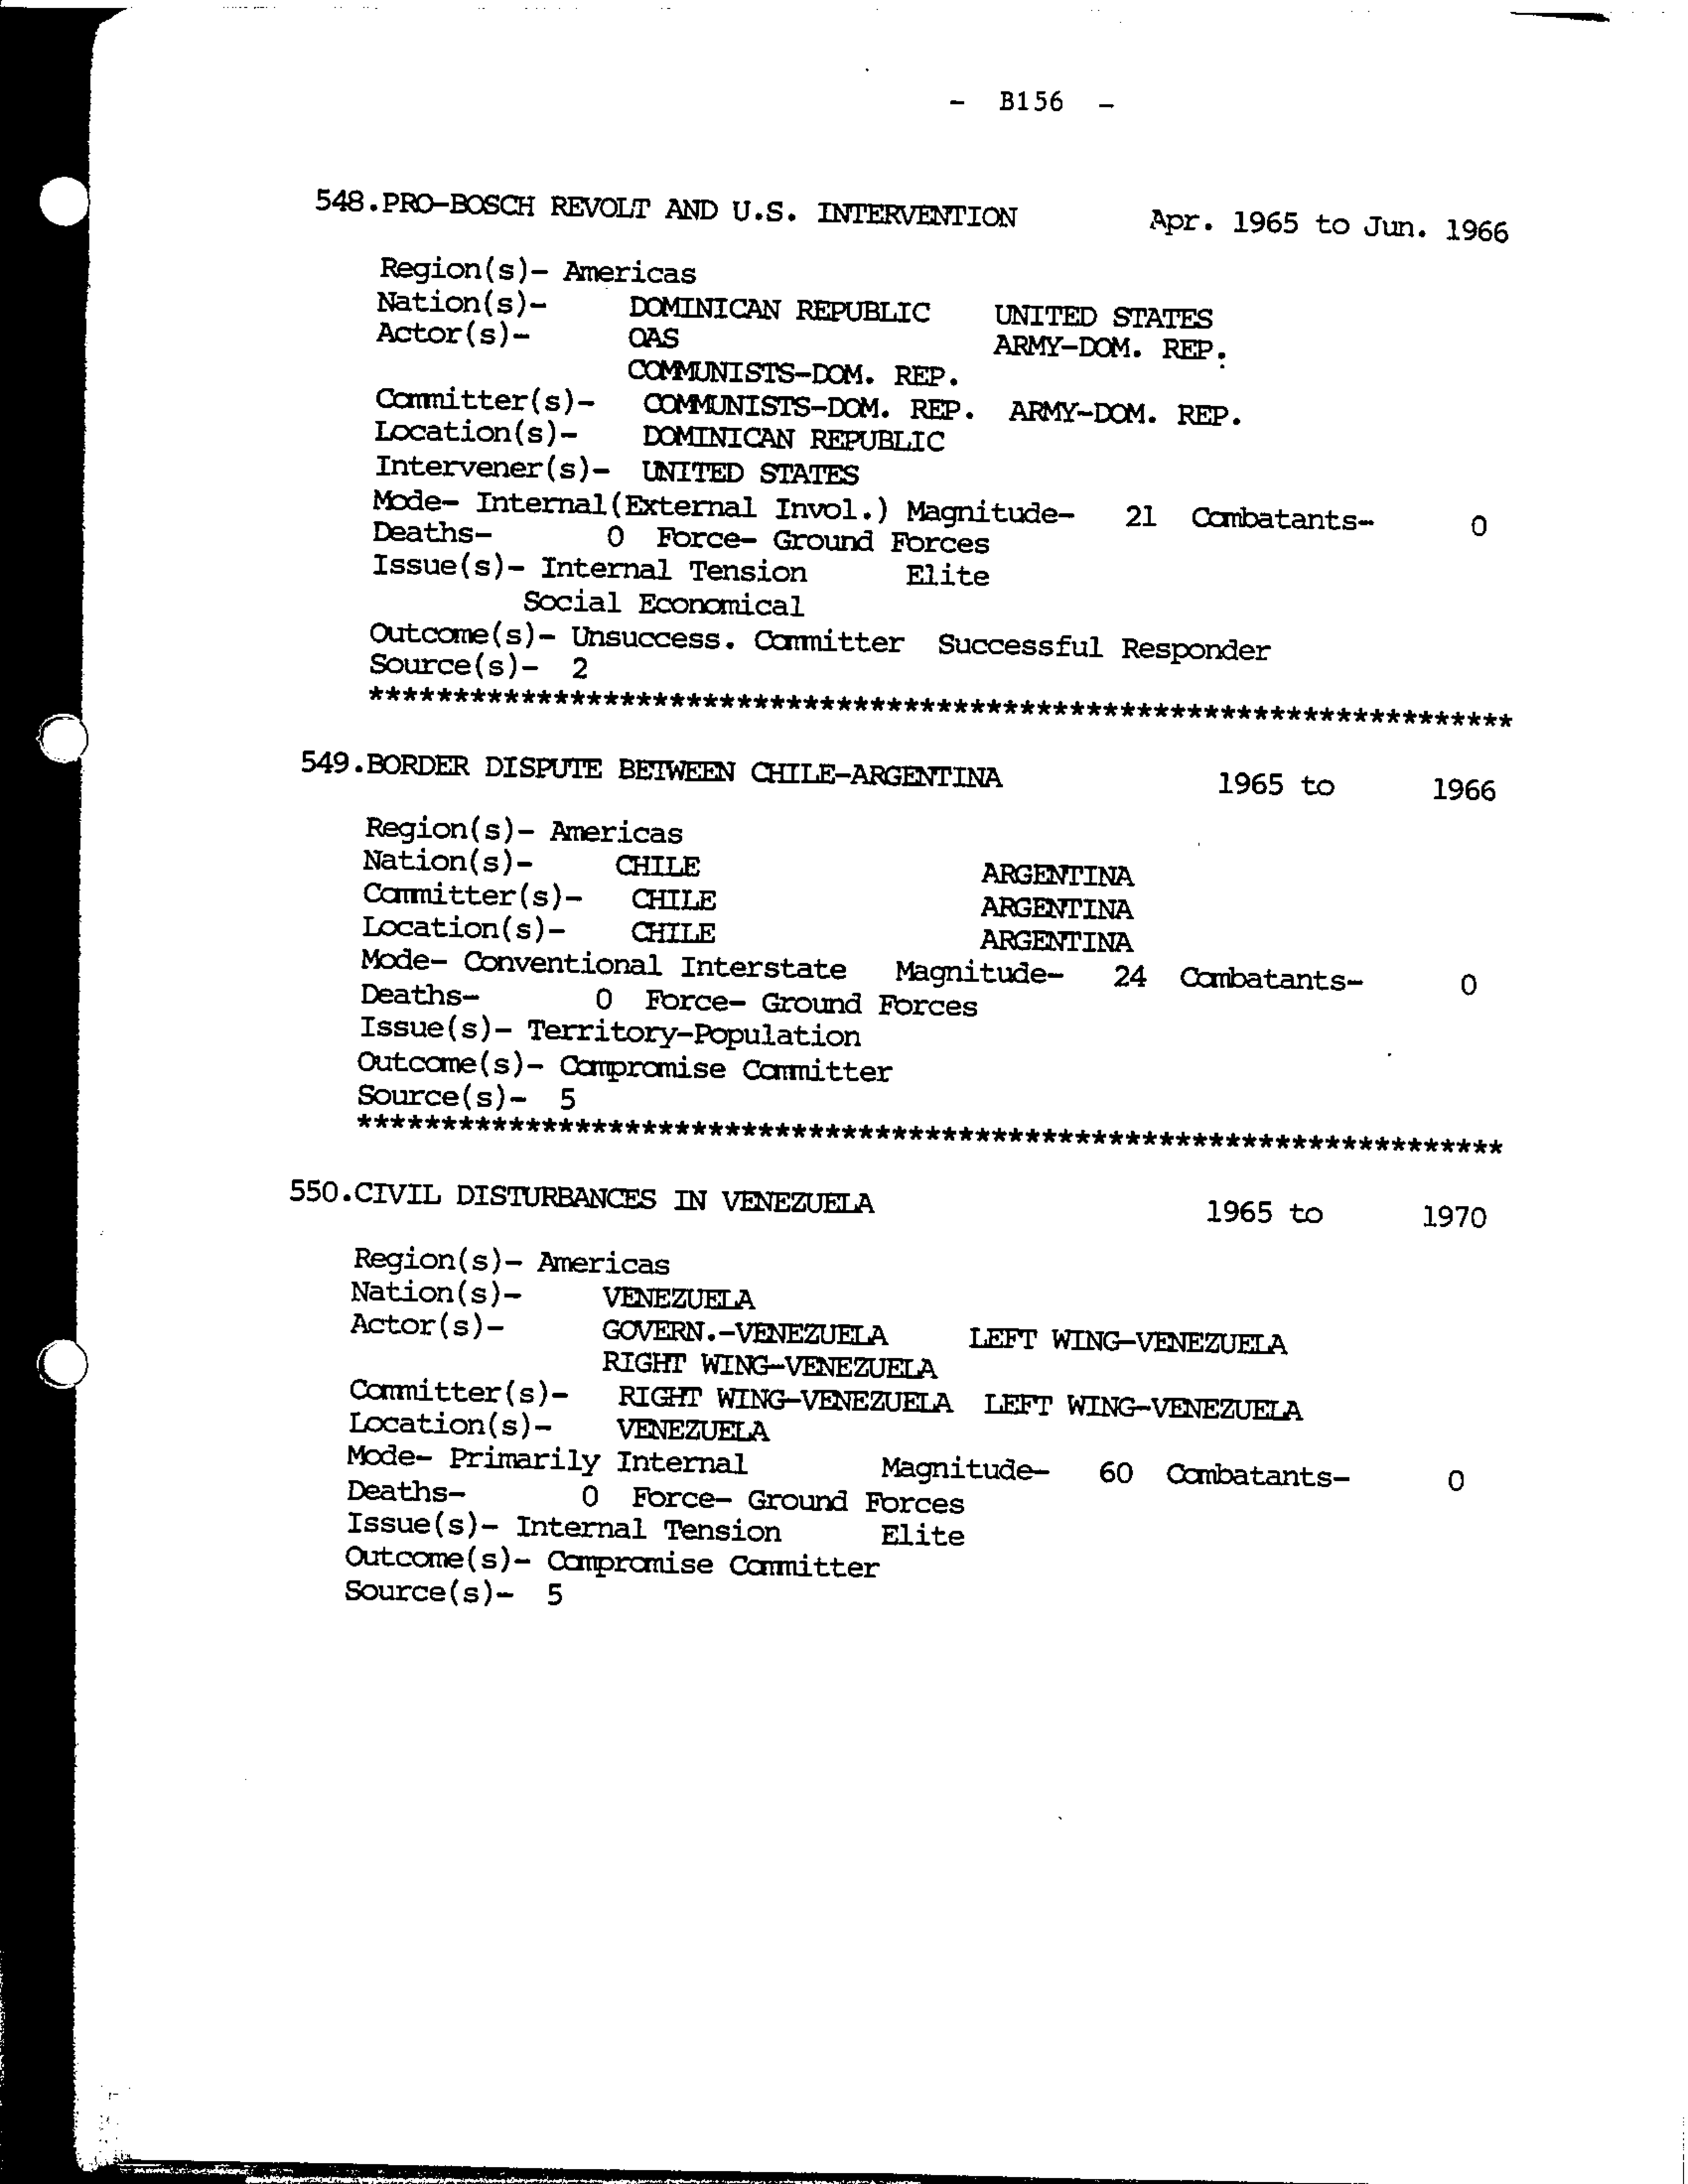 - B156 -
548.PRO-BOSCH REVOLT AND U.S. INTERVENTION Apr. 1965 to Jun. 1966
Region(s)- Americas
Nation(s)- DOMINICAN REPUBLIC UNITED STATES
Actor(s)- OAS ARMY-DOM. REP.
COMMUNISTS-DOM. REP.
Committer(s)- COMMUNISTS-DOM. REP. ARMY-DOM. REP.
Location(s)- DOMINICAN REPUBLIC
Intervener(s)- UNITED STATES
Mode- Internal(External Invol.) Magnitude- 21 Combatants- 0
Deaths- 0 Force- Ground Forces
Issue(s)- Internal Tension Elite
Social Economical
Outcome(s)- Unsuccess. Committer Successful Responder
Source(s)- 2
********************************************************************
549.BORDER DISPUTE BETWEEN CHILE-ARGENTINA 1965 to 1966
Region(s)- Americas
Nation(s)- CHILE ARGENTINA
Committer(s)- CHILE ARGENTINA
Location(s)- CHILE ARGENTINA
Mode- Conventional Interstate Magnitude- 24 Combatants- 0
Deaths- 0 Force- Ground Forces
Issue(s)- Territory-Population
Outcome(s)- Compromise Committer
Source(s)- 5
********************************************************************
550.CIVIL DISTURBANCES IN VENEZUELA 1965 to 1970
Region(s)- Americas
Nation(s)- VENEZUELA
Actor(s)- GOVERN.-VENEZUELA LEFT WING-VENEZUELA
RIGHT WING-VENEZUELA
Committer(s)- RIGHT WING-VENEZUELA LEFT WING-VENEZUELA
Location(s)- VENEZUELA
Mode- Primarily Internal Magnitude- 60 Combatants- 0
Deaths- 0 Force- Ground Forces
Issue(s)- Internal Tension Elite
Outcome(s)- Compromise Committer
Source(s)- 5